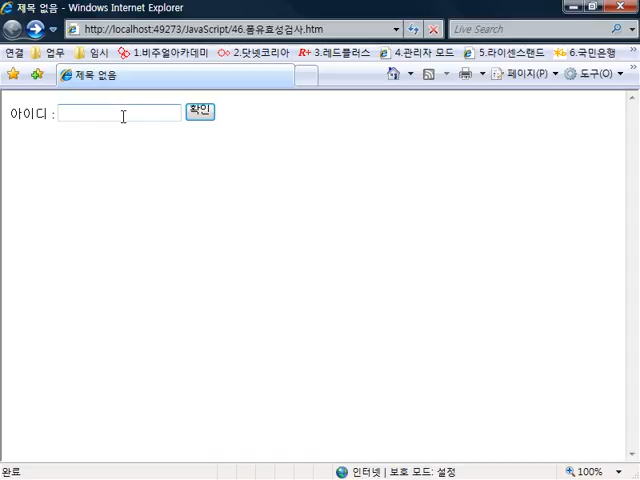 제목 없음 - Windows Internet Explorer
http://localhost:49273/JavaScript/46.폼유효성검사.htm
Live Search
연결 업무 임시 1.비주얼아카데미 2.닷넷코리아 R+ 3.레드플러스 4.관리자 모드 5.라이센스랜드 6.국민은행
제목 없음 페이지(P) 도구(O)
아이디 : 확인
완료 인터넷 | 보호 모드: 설정 100%